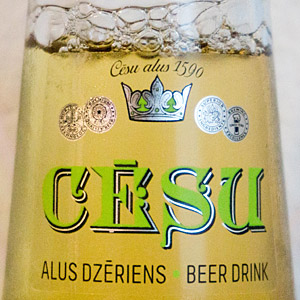 Cēsu alus 1590
CĒSU
ALUS DZĒRIENS • BEER DRINK